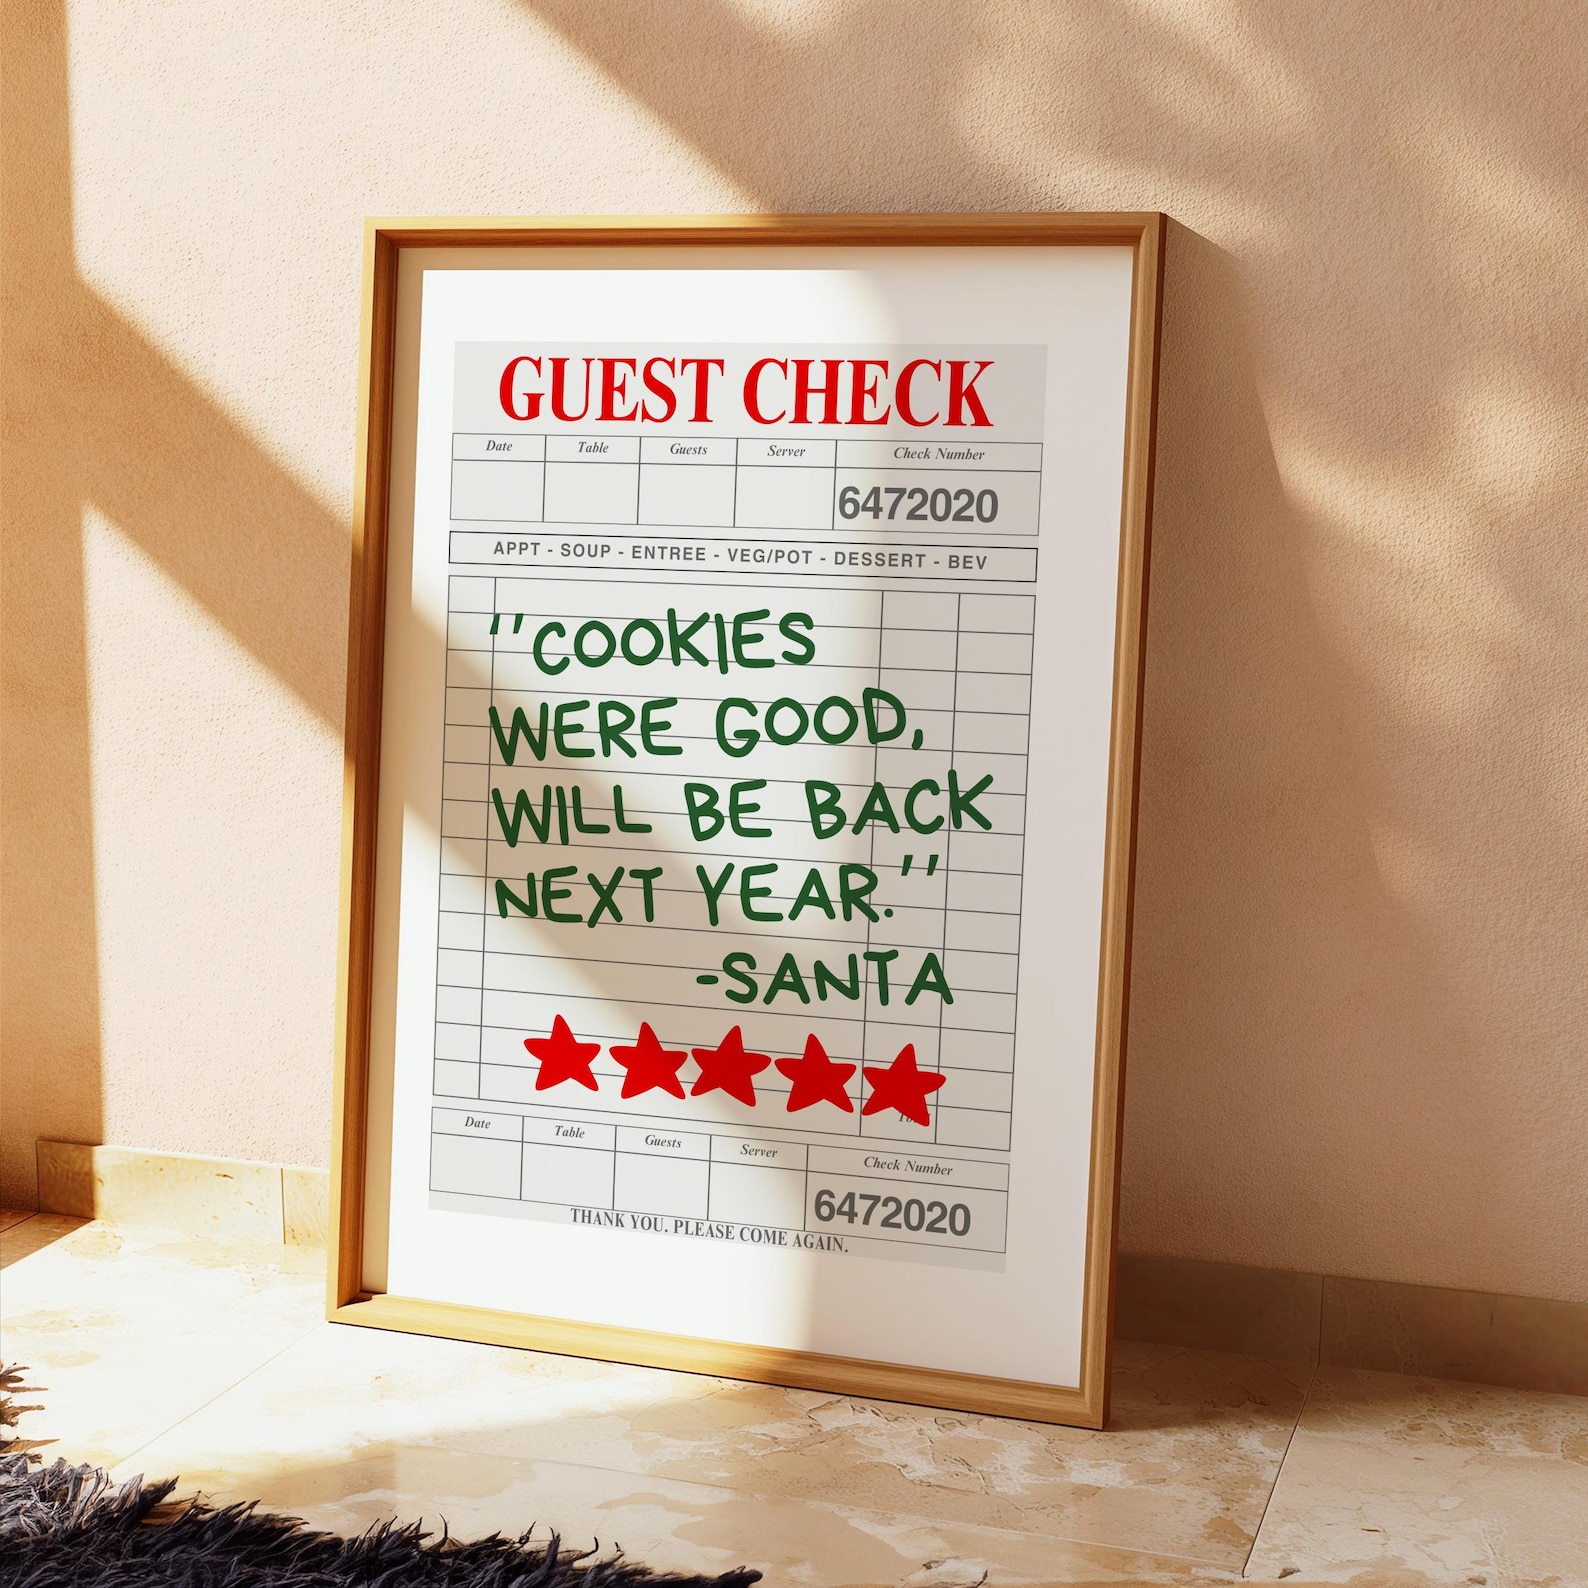 GUEST CHECK
Date Table Guests Server Check Number
6472020
APPT - SOUP - ENTREE - VEG/POT - DESSERT - BEV
"COOKIES
WERE GOOD,
WILL BE BACK
NEXT YEAR."
-SANTA
Date Table Guests Server Check Number
6472020
THANK YOU. PLEASE COME AGAIN.